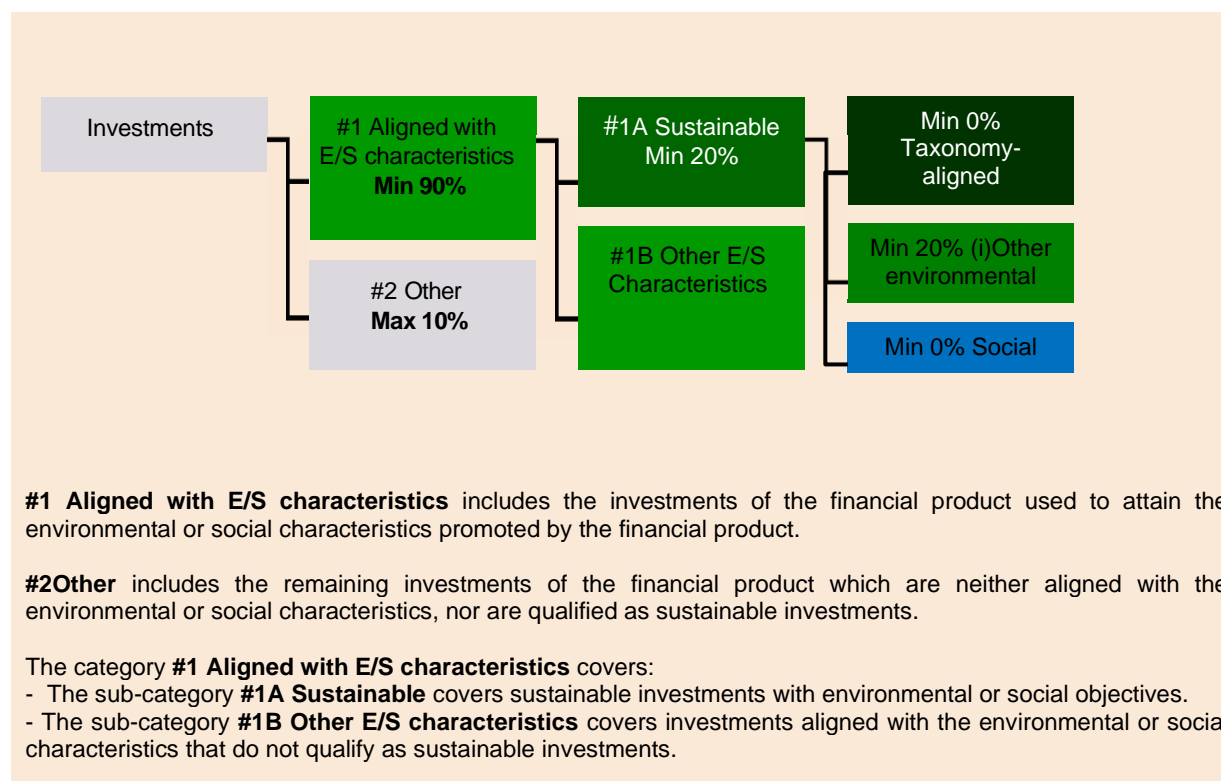 Investments
#1 Aligned with
E/S characteristics
Min 90%
#2 Other
Max 10%
#1A Sustainable
Min 20%
#1B Other E/S
Characteristics
Min 0%
Taxonomy-
aligned
Min 20% (i)Other
environmental
Min 0% Social
#1 Aligned with E/S characteristics includes the investments of the financial product used to attain the
environmental or social characteristics promoted by the financial product.
#2Other includes the remaining investments of the financial product which are neither aligned with the
environmental or social characteristics, nor are qualified as sustainable investments.
The category #1 Aligned with E/S characteristics covers:
- The sub-category #1A Sustainable covers sustainable investments with environmental or social objectives.
- The sub-category #1B Other E/S characteristics covers investments aligned with the environmental or social
characteristics that do not qualify as sustainable investments.